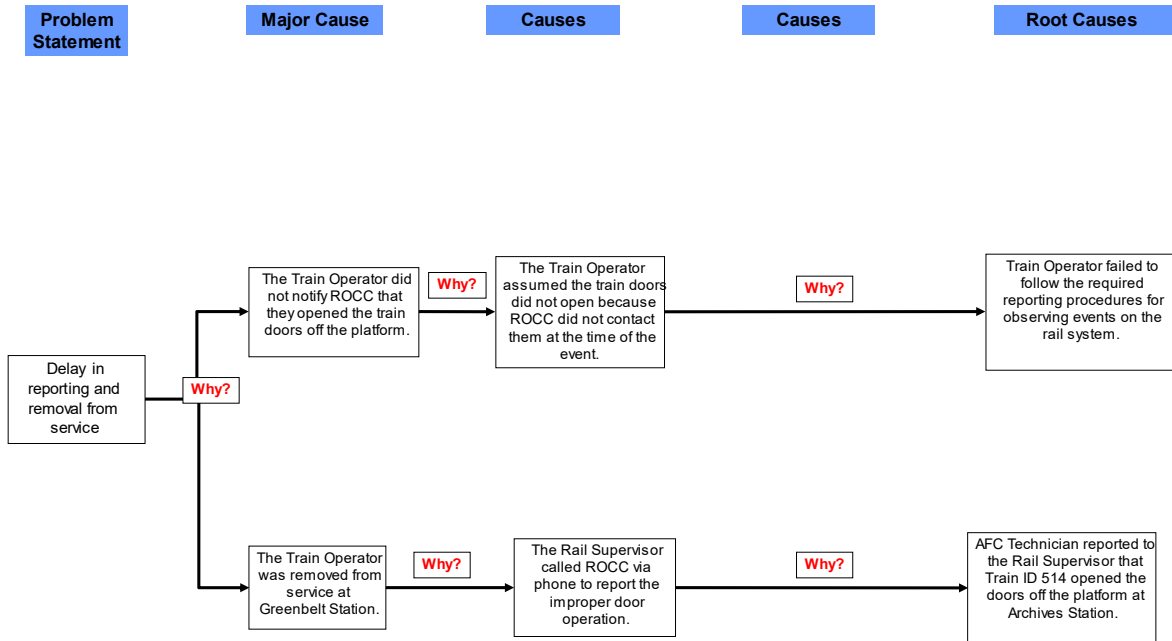 Problem
Statement
Major Cause
Causes
Causes
Root Causes
The Train Operator did
not notify ROCC that
they opened the train
doors off the platform.
Why?
The Train Operator
assumed the train doors
did not open because
ROCC did not contact
them at the time of the
event.
Why?
Train Operator failed to
follow the required
reporting procedures for
observing events on the
rail system.
Delay in
reporting and
removal from
service
Why?
The Train Operator
was removed from
service at
Greenbelt Station.
Why?
The Rail Supervisor
called ROCC via
phone to report the
improper door
operation.
Why?
AFC Technician reported to
the Rail Supervisor that
Train ID 514 opened the
doors off the platform at
Archives Station.